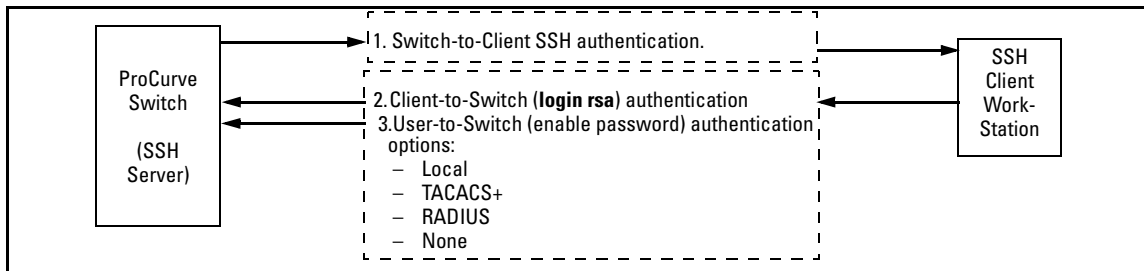 ProCurve
Switch
(SSH
Server)
1. Switch-to-Client SSH authentication.
2.Client-to-Switch (login rsa) authentication
3.User-to-Switch (enable password) authentication
options:
– Local
– TACACS+
– RADIUS
– None
SSH
Client
Work-
Station